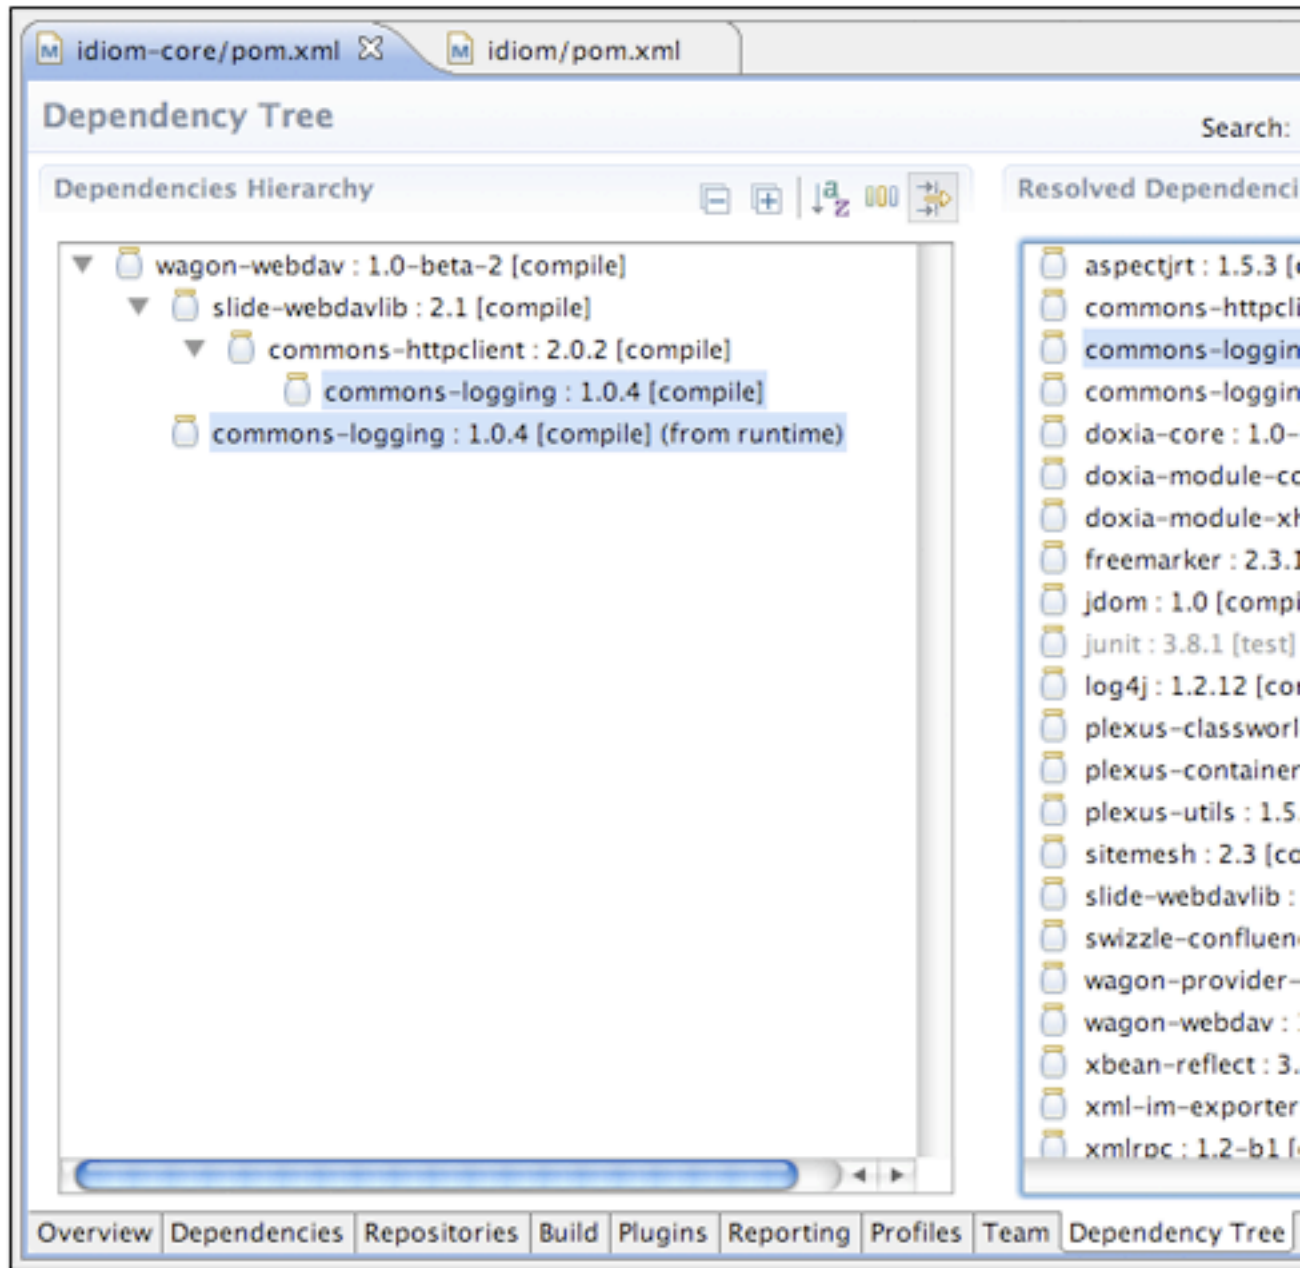 idiom-core/pom.xml
idiom/pom.xml
Dependency Tree
Search:
Dependencies Hierarchy
wagon-webdav : 1.0-beta-2 [compile]
slide-webdavlib : 2.1 [compile]
commons-httpclient : 2.0.2 [compile]
commons-logging : 1.0.4 [compile]
commons-logging : 1.0.4 [compile] (from runtime)
Resolved Dependenci
aspectjrt : 1.5.3 [
commons-httpcli
commons-loggin
commons-loggin
doxia-core : 1.0-
doxia-module-co
doxia-module-xh
freemarker : 2.3.1
jdom : 1.0 [compi
junit : 3.8.1 [test]
log4j : 1.2.12 [co
plexus-classworl
plexus-container
plexus-utils : 1.5.
sitemesh : 2.3 [co
slide-webdavlib :
swizzle-confluen
wagon-provider-
wagon-webdav :
xbean-reflect : 3.
xml-im-exporter
xmlrpc : 1.2-b1 [
Overview Dependencies Repositories Build Plugins Reporting Profiles Team Dependency Tree